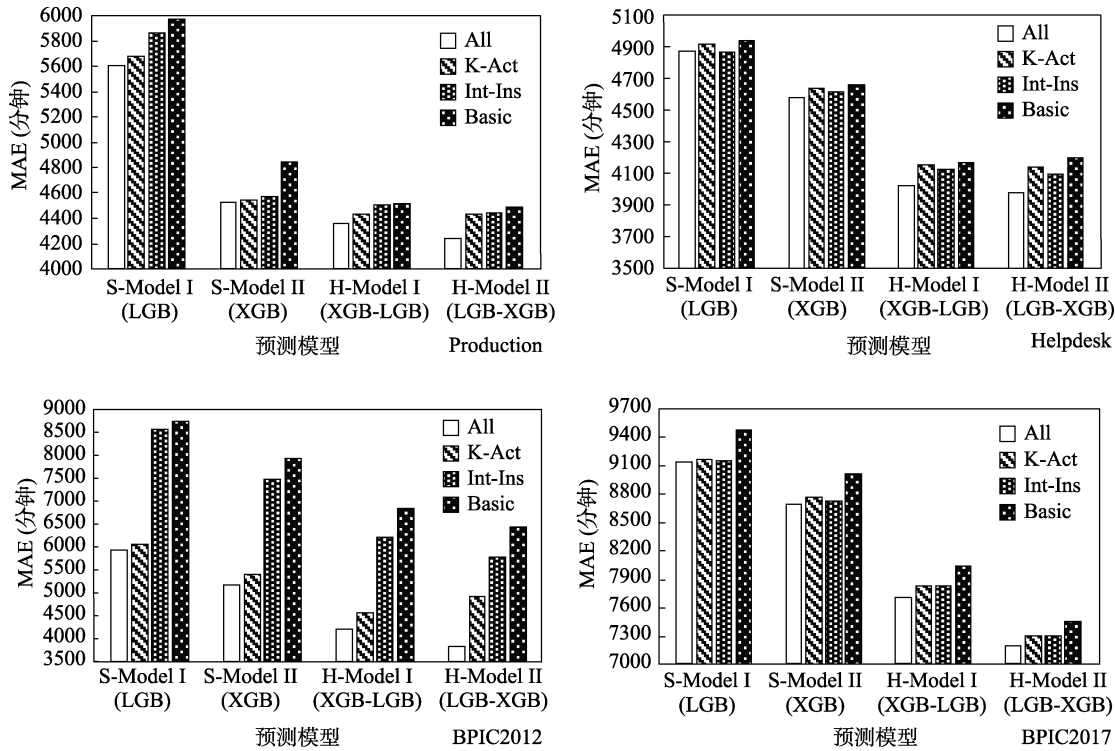 6000
5800
5600
5400
5200
5000
4800
4600
4400
4200
4000
MAE (分钟)
All
K-Act
Int-Ins
Basic
S-Model I
(LGB)
S-Model II
(XGB)
H-Model I
(XGB-LGB)
H-Model II
(LGB-XGB)
预测模型
Production
5100
4900
4700
4500
4300
4100
3900
3700
3500
MAE (分钟)
All
K-Act
Int-Ins
Basic
S-Model I
(LGB)
S-Model II
(XGB)
H-Model I
(XGB-LGB)
H-Model II
(LGB-XGB)
预测模型
Helpdesk
9000
8500
8000
7500
7000
6500
6000
5500
5000
4500
4000
3500
MAE (分钟)
All
K-Act
Int-Ins
Basic
S-Model I
(LGB)
S-Model II
(XGB)
H-Model I
(XGB-LGB)
H-Model II
(LGB-XGB)
预测模型
BPIC2012
9700
9400
9100
8800
8500
8200
7900
7600
7300
7000
MAE (分钟)
All
K-Act
Int-Ins
Basic
S-Model I
(LGB)
S-Model II
(XGB)
H-Model I
(XGB-LGB)
H-Model II
(LGB-XGB)
预测模型
BPIC2017